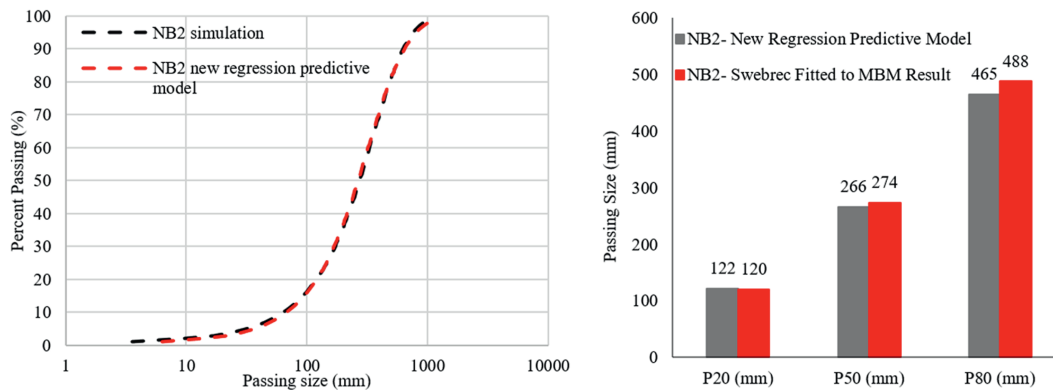 100
90
80
70
60
50
40
30
20
10
0
Percent Passing (%)
NB2 simulation
NB2 new regression predictive
model
1
10
100
1000
10000
Passing size (mm)
600
500
400
300
200
100
0
Passing Size (mm)
NB2- New Regression Predictive Model
NB2- Swebrec Fitted to MBM Result
122
120
266
274
465
488
P20 (mm)
P50 (mm)
P80 (mm)